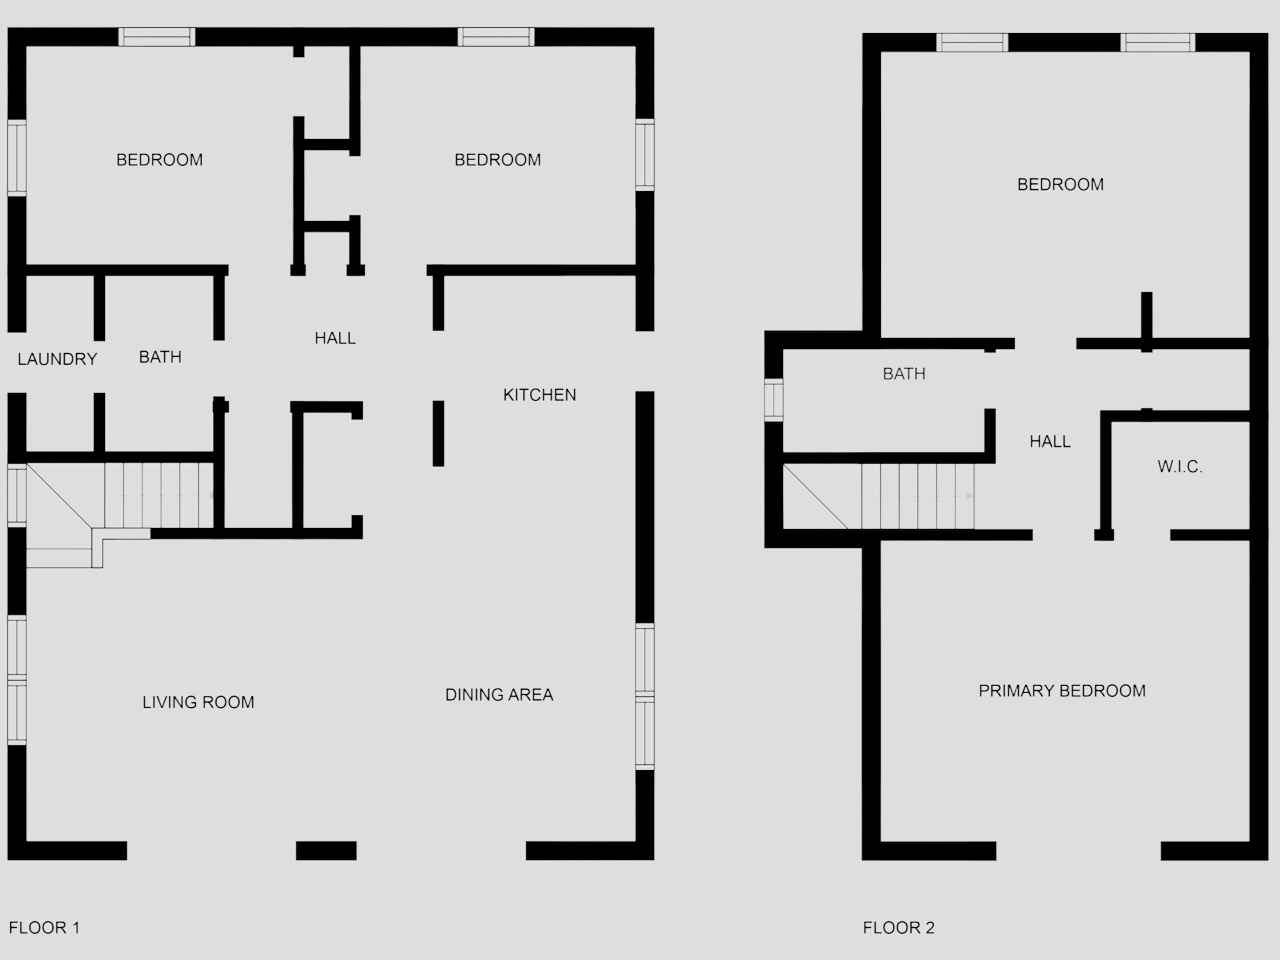 BEDROOM
BEDROOM
LAUNDRY
BATH
HALL
KITCHEN
LIVING ROOM
DINING AREA
FLOOR 1
BEDROOM
BATH
HALL
W.I.C.
PRIMARY BEDROOM
FLOOR 2